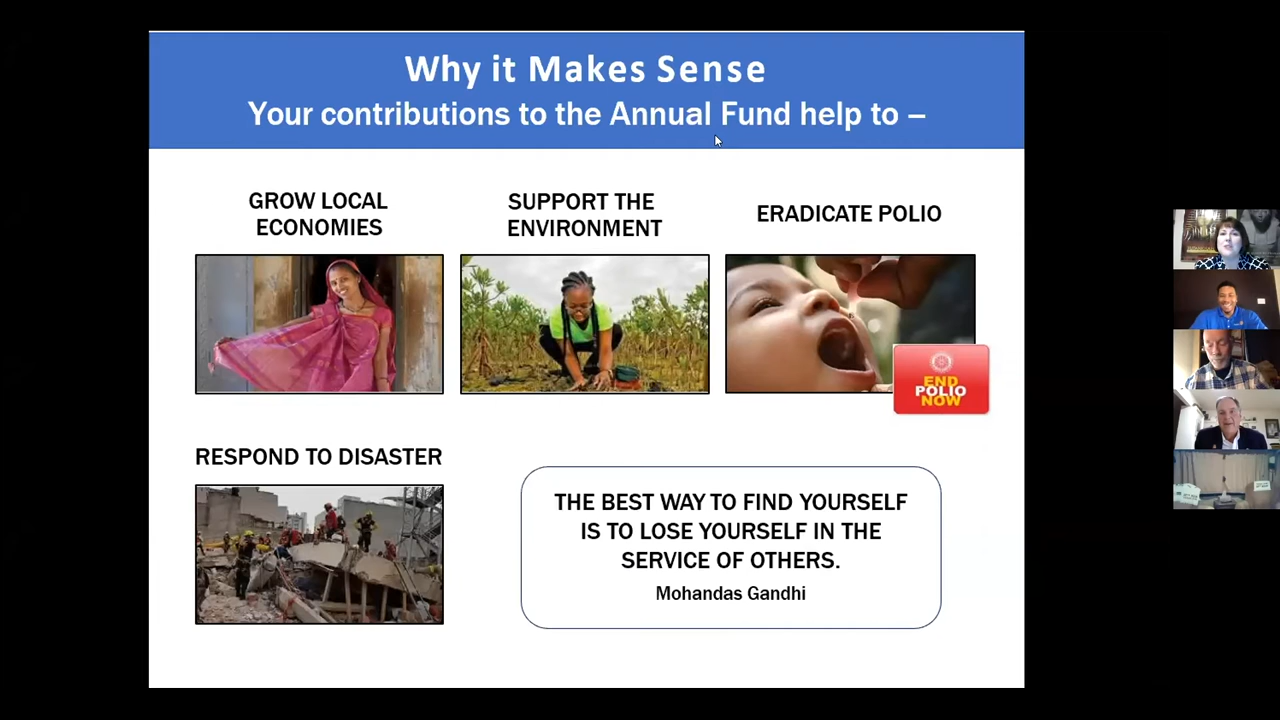 Why it Makes Sense
Your contributions to the Annual Fund help to –
GROW LOCAL
ECONOMIES
SUPPORT THE
ENVIRONMENT
ERADICATE POLIO
END
POLIO
NOW
RESPOND TO DISASTER
THE BEST WAY TO FIND YOURSELF
IS TO LOSE YOURSELF IN THE
SERVICE OF OTHERS.
Mohandas Gandhi